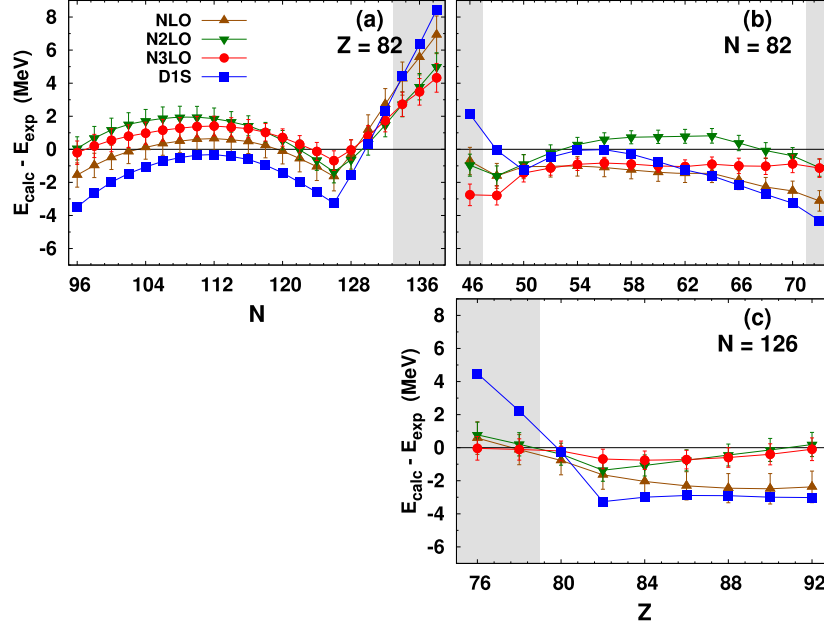 (a)
Z = 82
NLO
N2LO
N3LO
D1S
E_calc - E_exp (MeV)
8
6
4
2
0
-2
-4
-6
96 104 112 120 128 136
N
(b)
N = 82
46 50 54 58 62 66 70
(c)
N = 126
E_calc - E_exp (MeV)
8
6
4
2
0
-2
-4
-6
76 80 84 88 92
Z